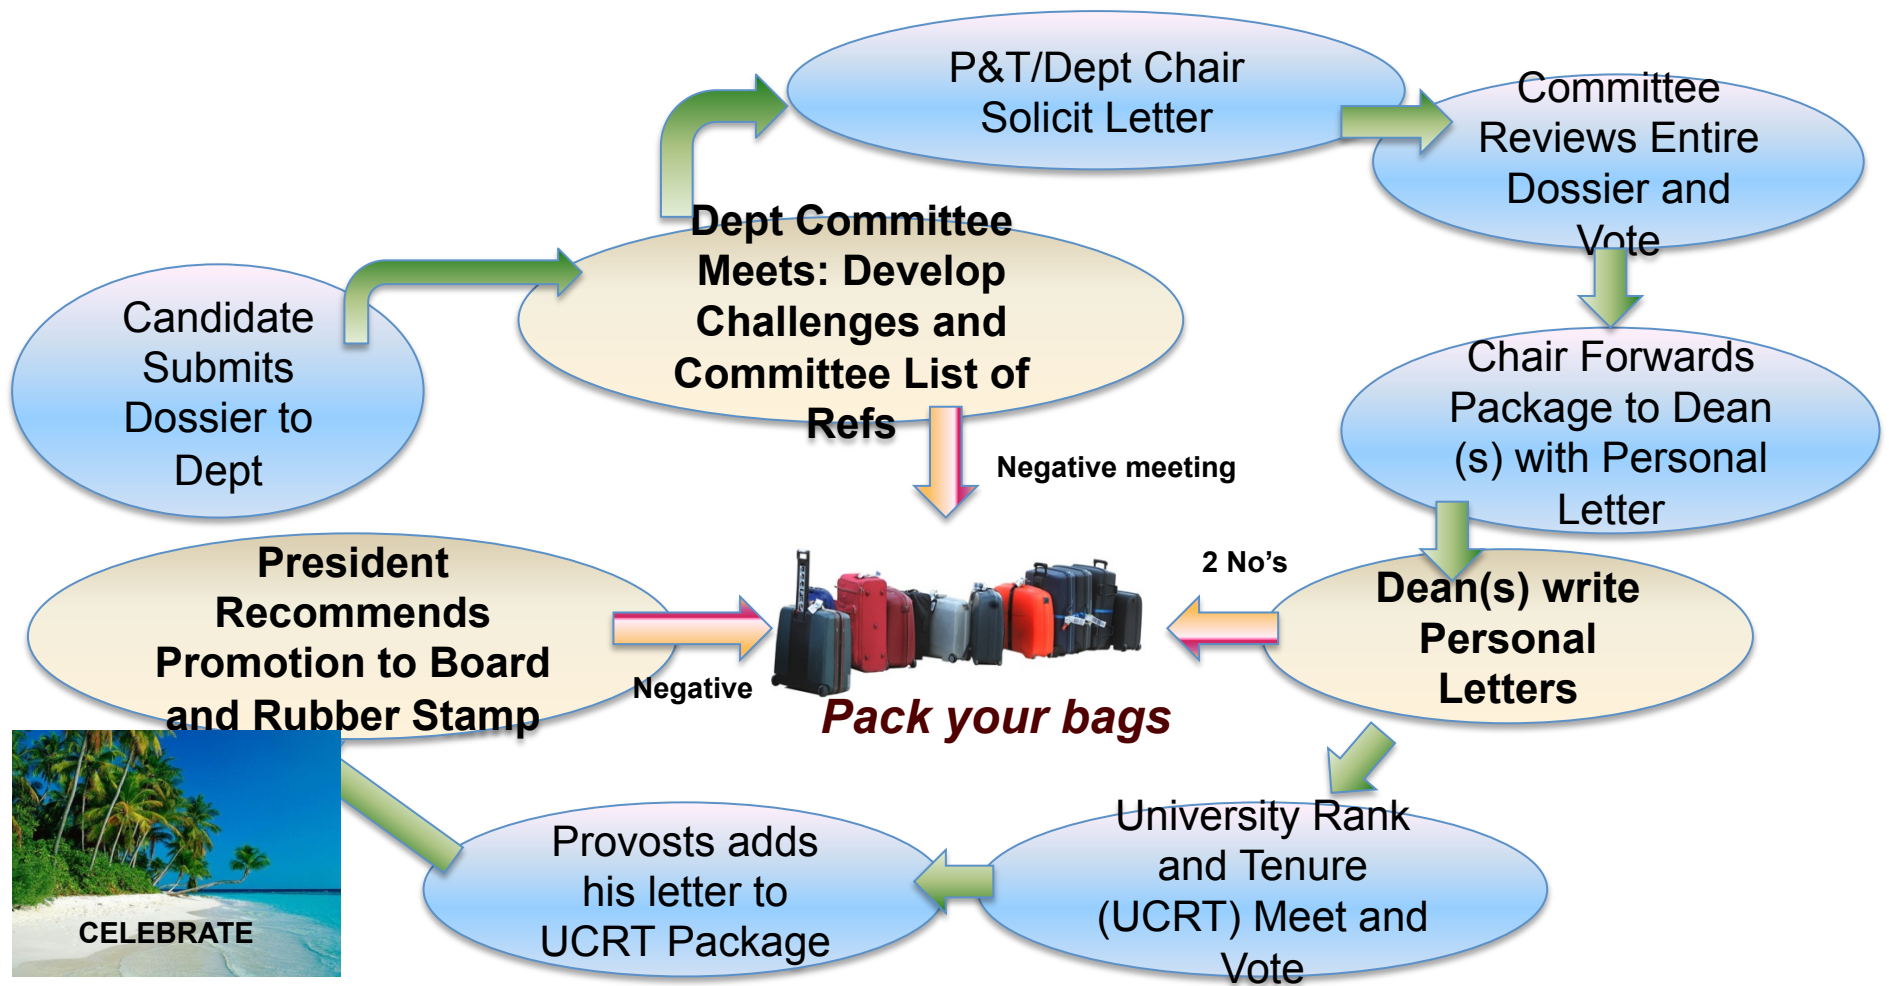 Candidate
Submits
Dossier to
Dept
Dept Committee
Meets: Develop
Challenges and
Committee List of
Refs
P&T/Dept Chair
Solicit Letter
Committee
Reviews Entire
Dossier and
Vote
Chair Forwards
Package to Dean
(s) with Personal
Letter
Negative meeting
2 No's
Dean(s) write
Personal
Letters
President
Recommends
Promotion to Board
and Rubber Stamp
Negative
Pack your bags
University Rank
and Tenure
(UCRT) Meet and
Vote
Provosts adds
his letter to
UCRT Package
CELEBRATE